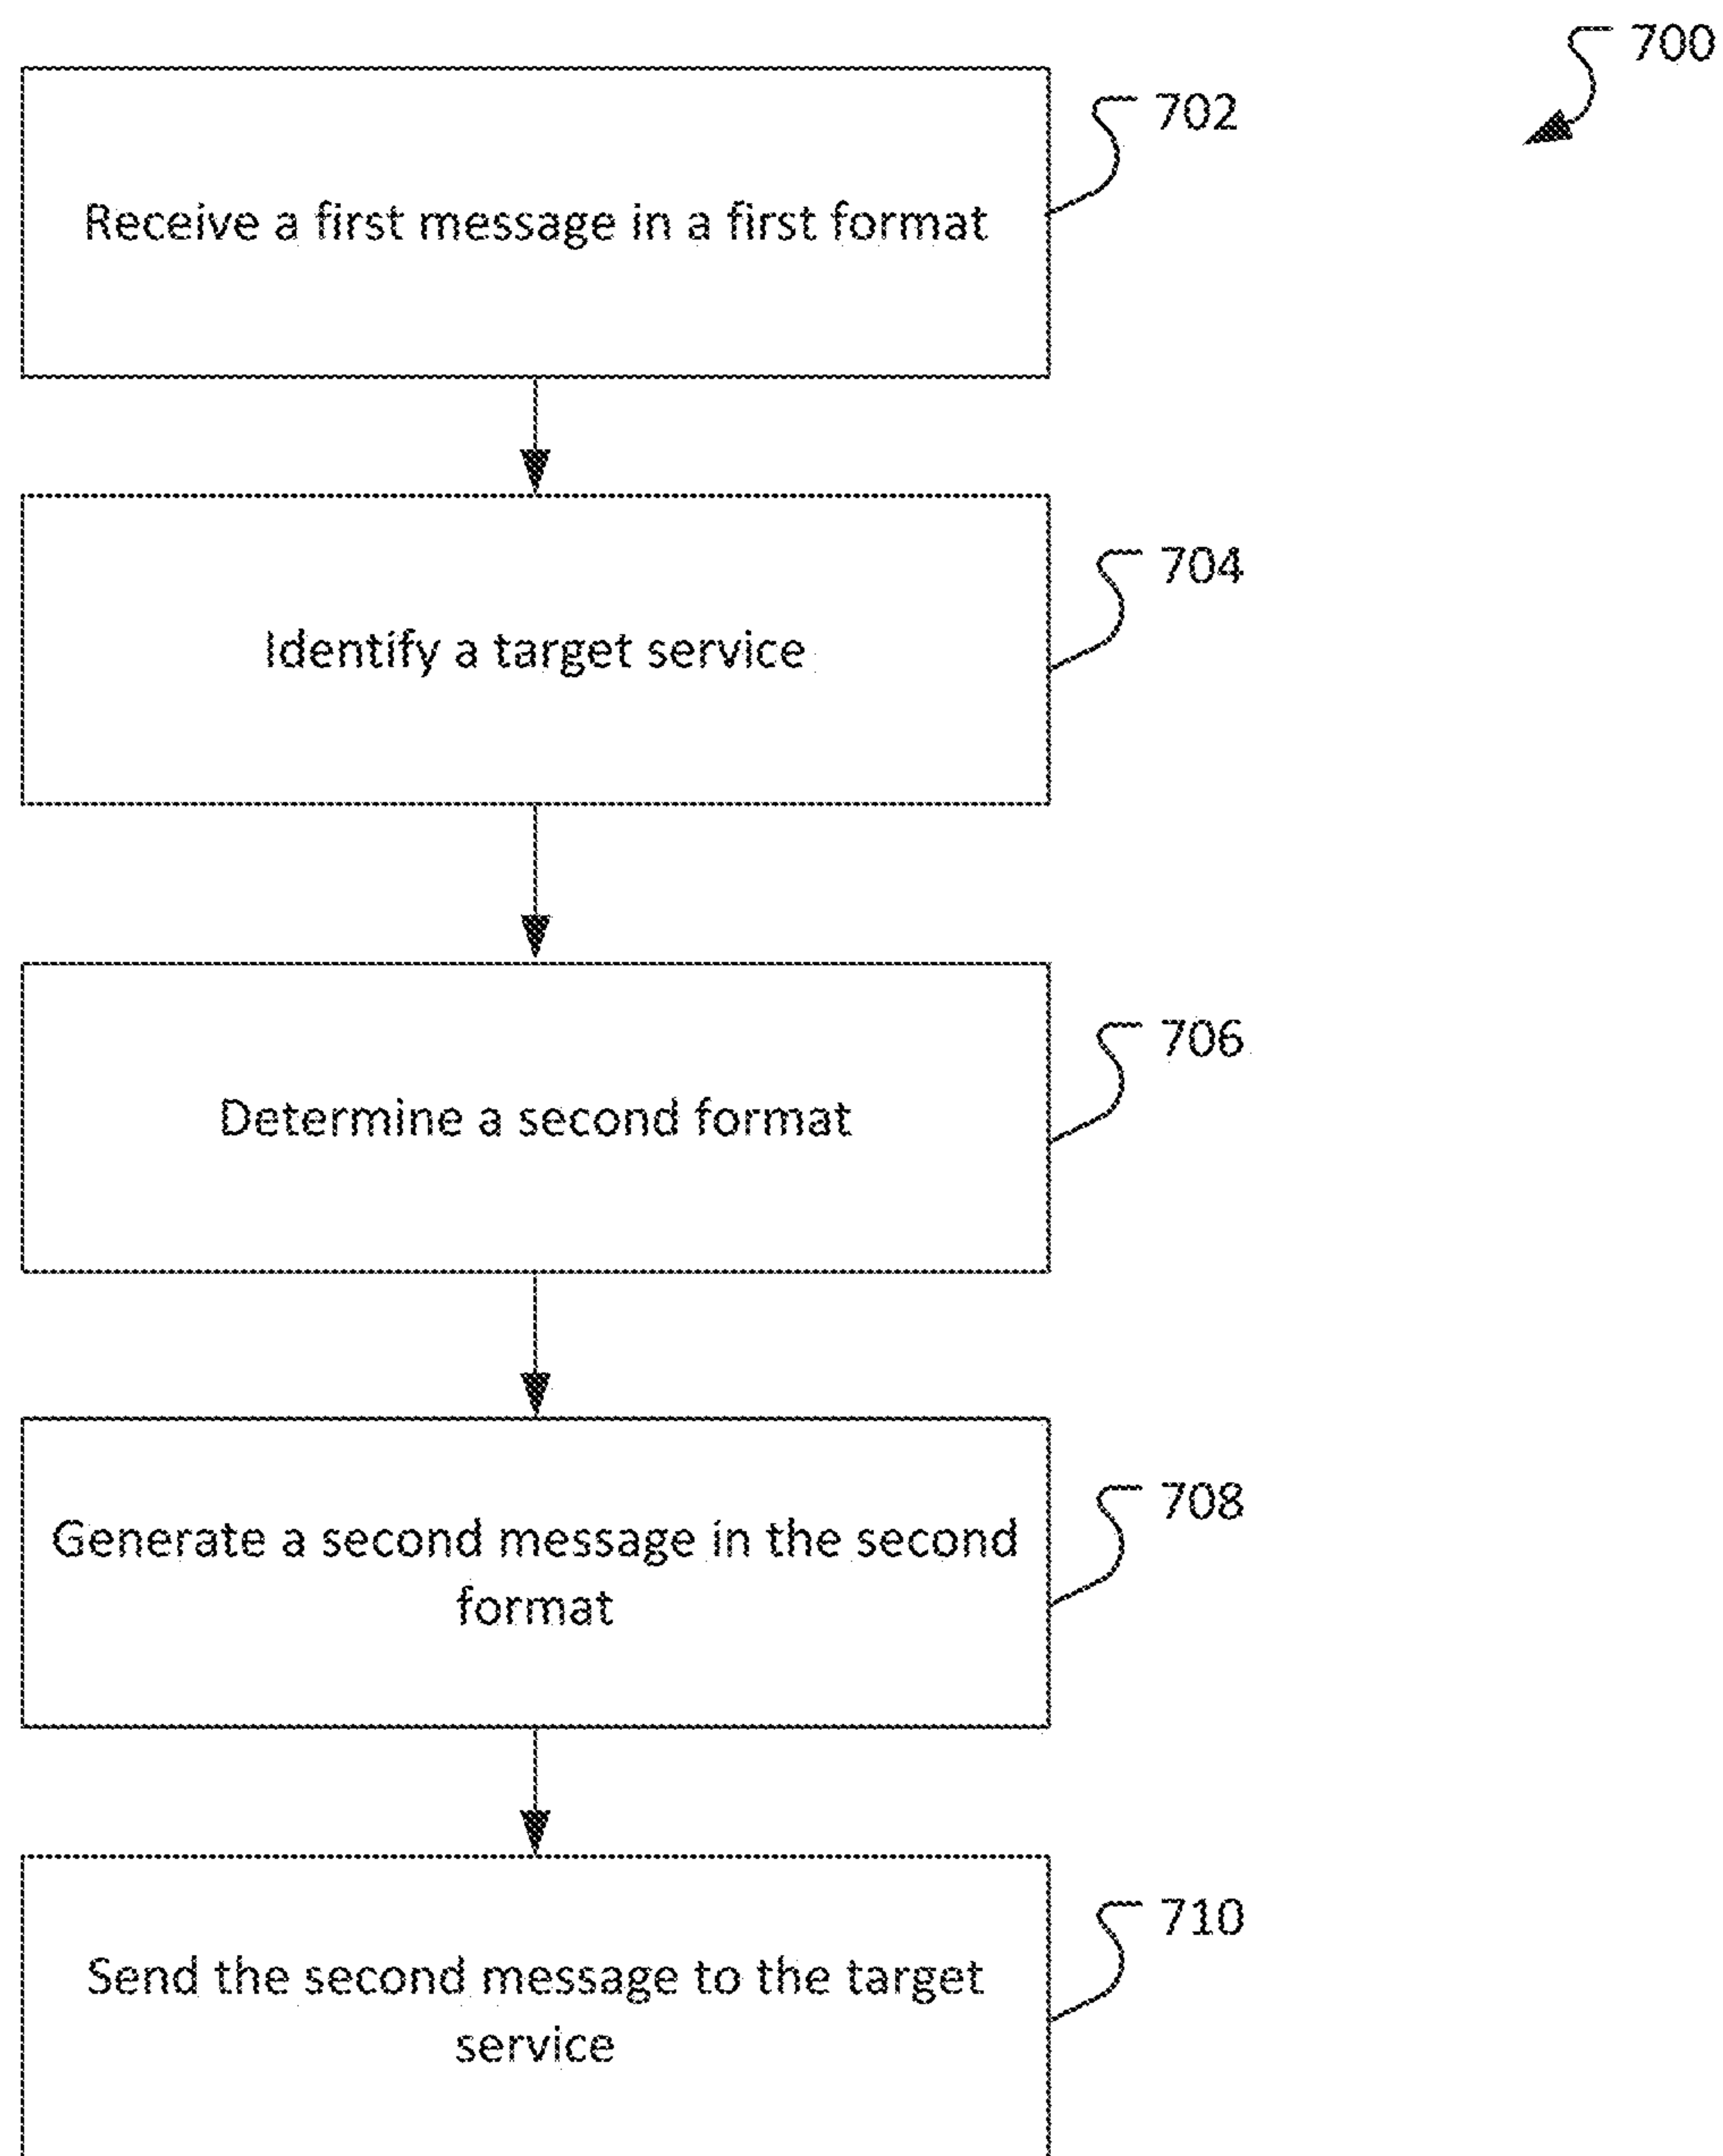 700
702
Receive a first message in a first format
704
Identify a target service
706
Determine a second format
708
Generate a second message in the second
format
710
Send the second message to the target
service